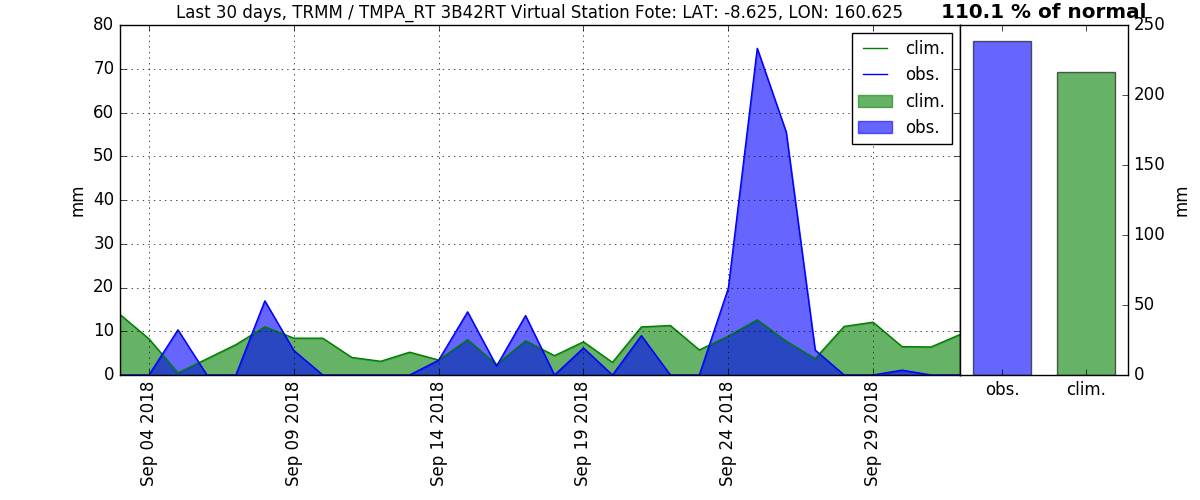 Last 30 days, TRMM / TMPA_RT 3B42RT Virtual Station Fote: LAT: -8.625, LON: 160.625
110.1 % of normal
80
70
60
50
40
30
20
10
0
mm
clim.
obs.
clim.
obs.
Sep 04 2018
Sep 09 2018
Sep 14 2018
Sep 19 2018
Sep 24 2018
Sep 29 2018
250
200
150
100
50
0
mm
obs.
clim.